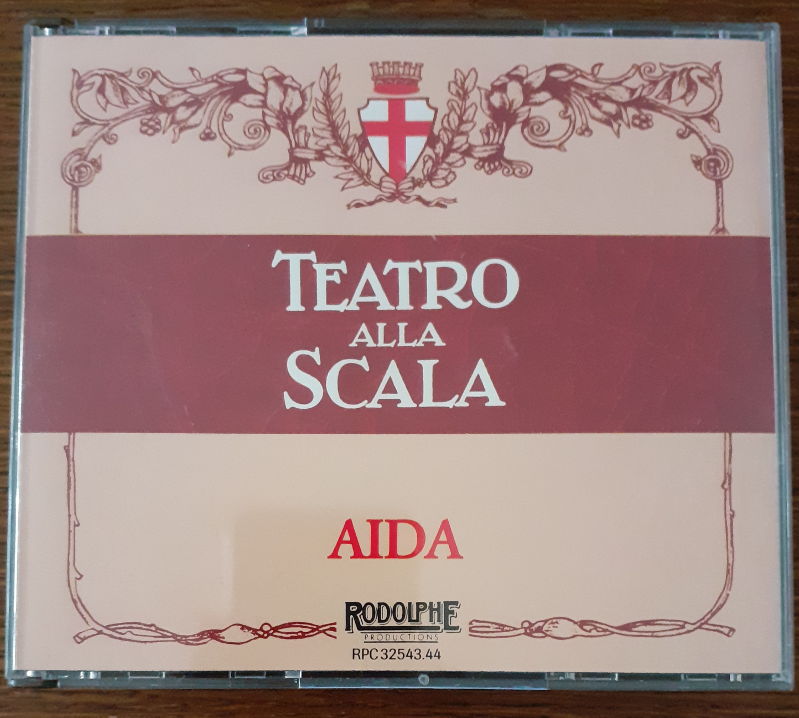 TEATRO
ALLA
SCALA
AIDA
RODOLPHE
PRODUCTIONS
RPC 32543.44